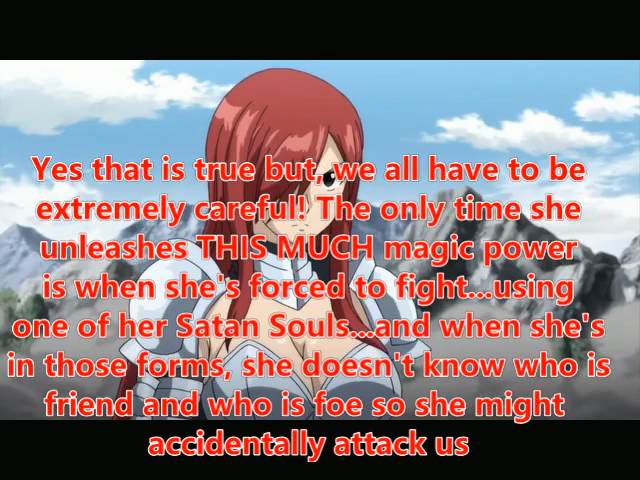 Yes that is true but, we all have to be
extremely careful! The only time she
unleashes THIS MUCH magic power
is when she's forced to fight...using
one of her Satan Souls...and when she's
in those forms, she doesn't know who is
friend and who is foe so she might
accidentally attack us